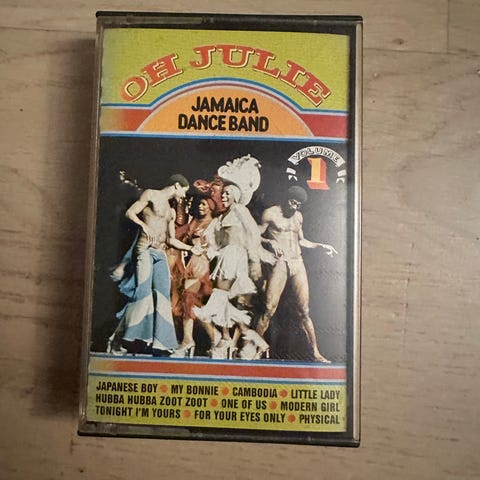 OH JULIE
JAMAICA
DANCE BAND
VOLUME
1
JAPANESE BOY • MY BONNIE • CAMBODIA • LITTLE LADY
HUBBA HUBBA ZOOT ZOOT • ONE OF US • MODERN GIRL
TONIGHT I'M YOURS • FOR YOUR EYES ONLY • PHYSICAL